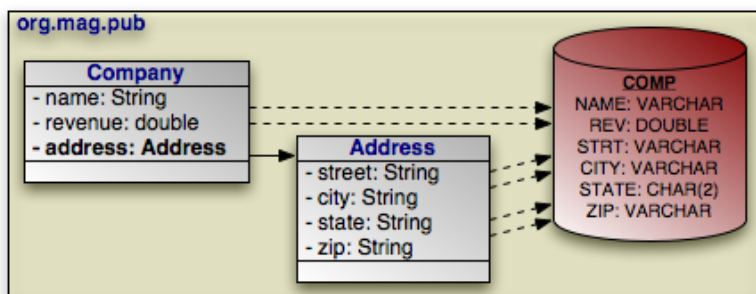 org.mag.pub
Company
- name: String
- revenue: double
- address: Address
Address
- street: String
- city: String
- state: String
- zip: String
COMP
NAME: VARCHAR
REV: DOUBLE
STRT: VARCHAR
CITY: VARCHAR
STATE: CHAR(2)
ZIP: VARCHAR